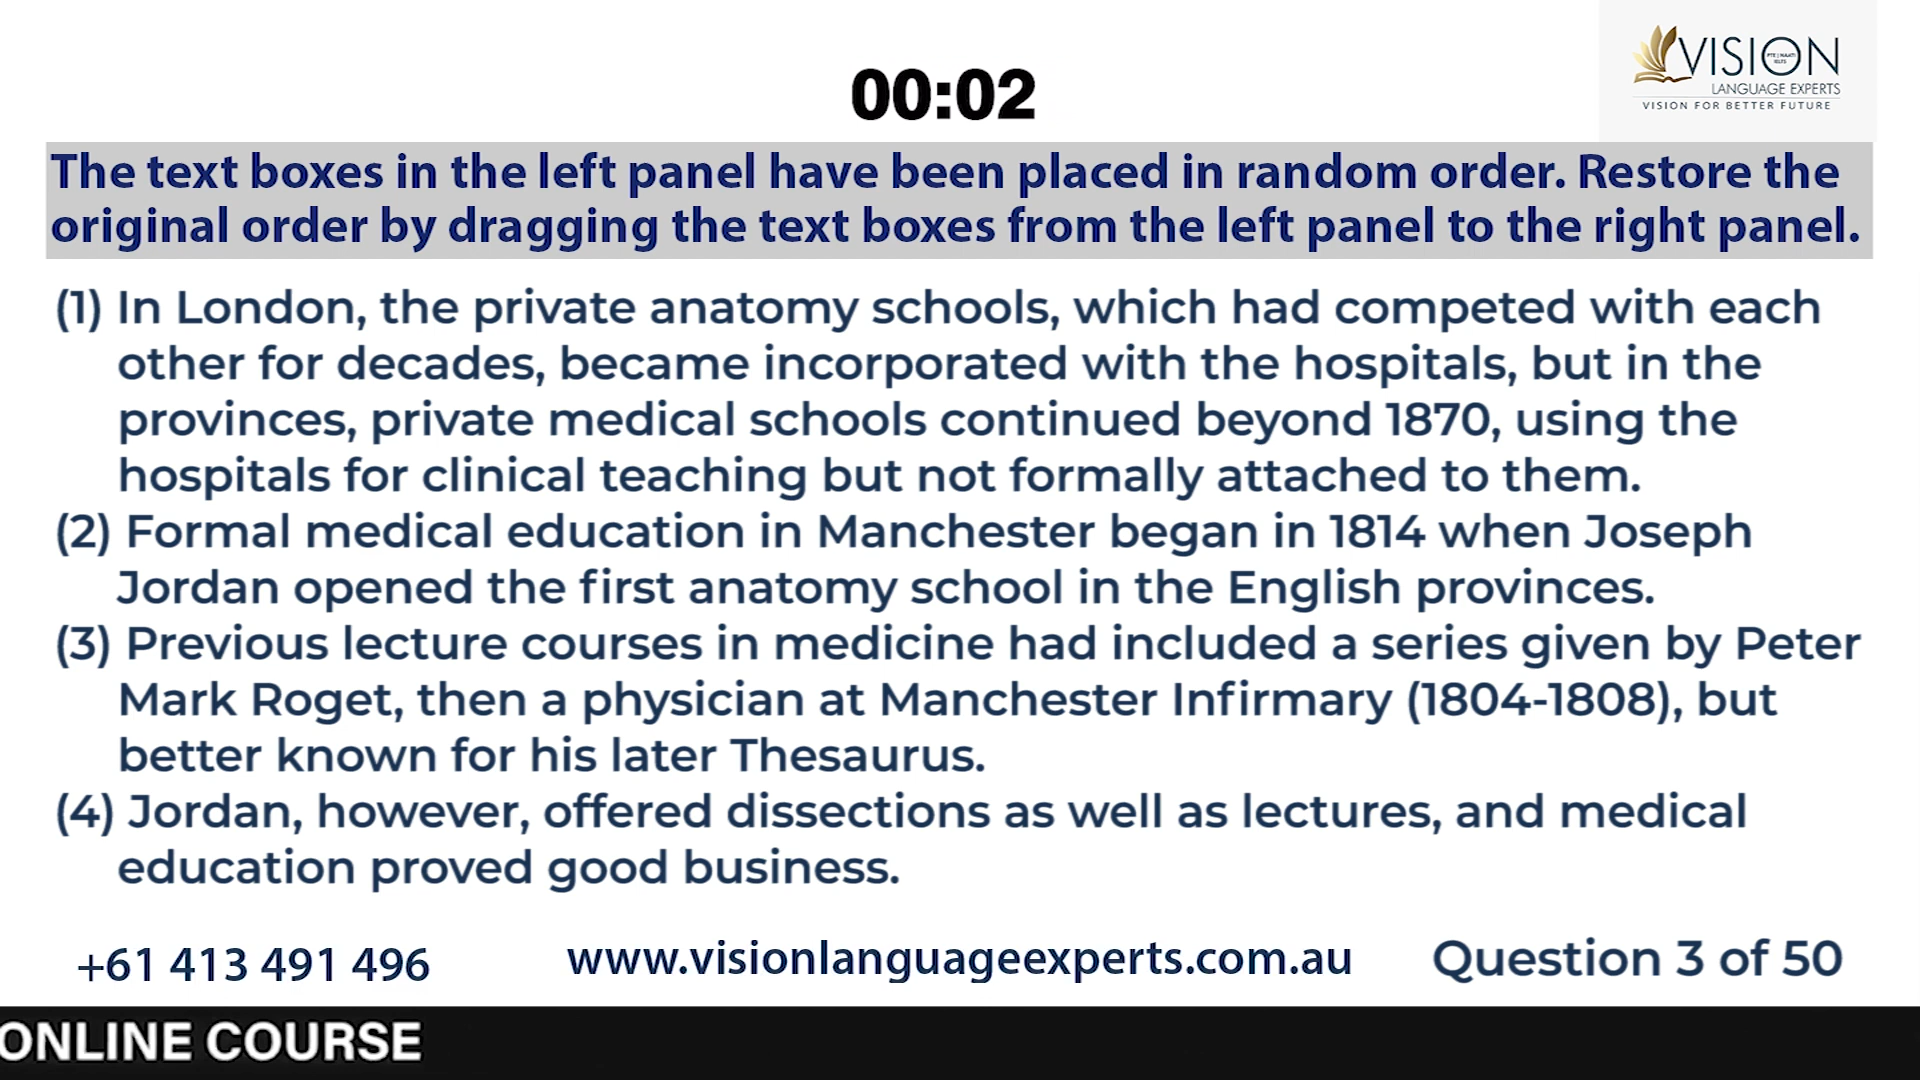 00:02
VISION
PTE | NAATI
IELTS
LANGUAGE EXPERTS
VISION FOR BETTER FUTURE
The text boxes in the left panel have been placed in random order. Restore the
original order by dragging the text boxes from the left panel to the right panel.
(1) In London, the private anatomy schools, which had competed with each
other for decades, became incorporated with the hospitals, but in the
provinces, private medical schools continued beyond 1870, using the
hospitals for clinical teaching but not formally attached to them.
(2) Formal medical education in Manchester began in 1814 when Joseph
Jordan opened the first anatomy school in the English provinces.
(3) Previous lecture courses in medicine had included a series given by Peter
Mark Roget, then a physician at Manchester Infirmary (1804-1808), but
better known for his later Thesaurus.
(4) Jordan, however, offered dissections as well as lectures, and medical
education proved good business.
+61 413 491 496
www.visionlanguageexperts.com.au
Question 3 of 50
ONLINE COURSE